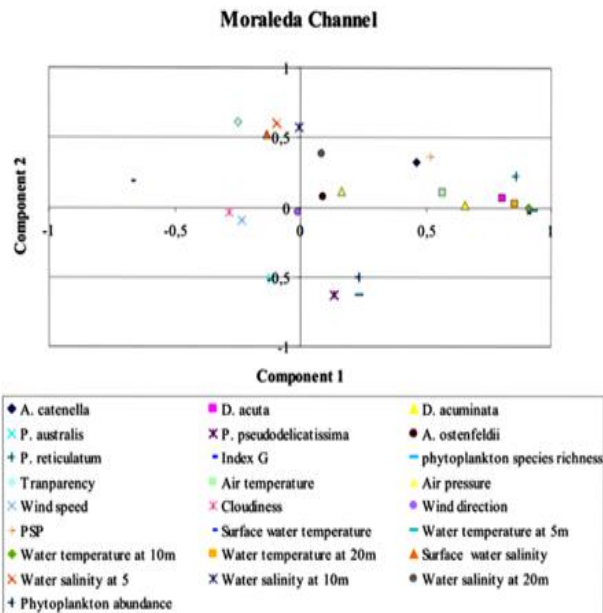 Moraleda Channel
1
0,5
0
-1
-0,5
0
0,5
1
-0,5
-1
Component 2
Component 1
A. catenella
D. acuta
D. acuminata
P. australis
P. pseudodelicatissima
A. ostenfeldii
P. reticulatum
Index G
phytoplankton species richness
Tranparency
Air temperature
Air pressure
Wind speed
Cloudiness
Wind direction
PSP
Surface water temperature
Water temperature at 5m
Water temperature at 10m
Water temperature at 20m
Surface water salinity
Water salinity at 5
Water salinity at 10m
Water salinity at 20m
Phytoplankton abundance